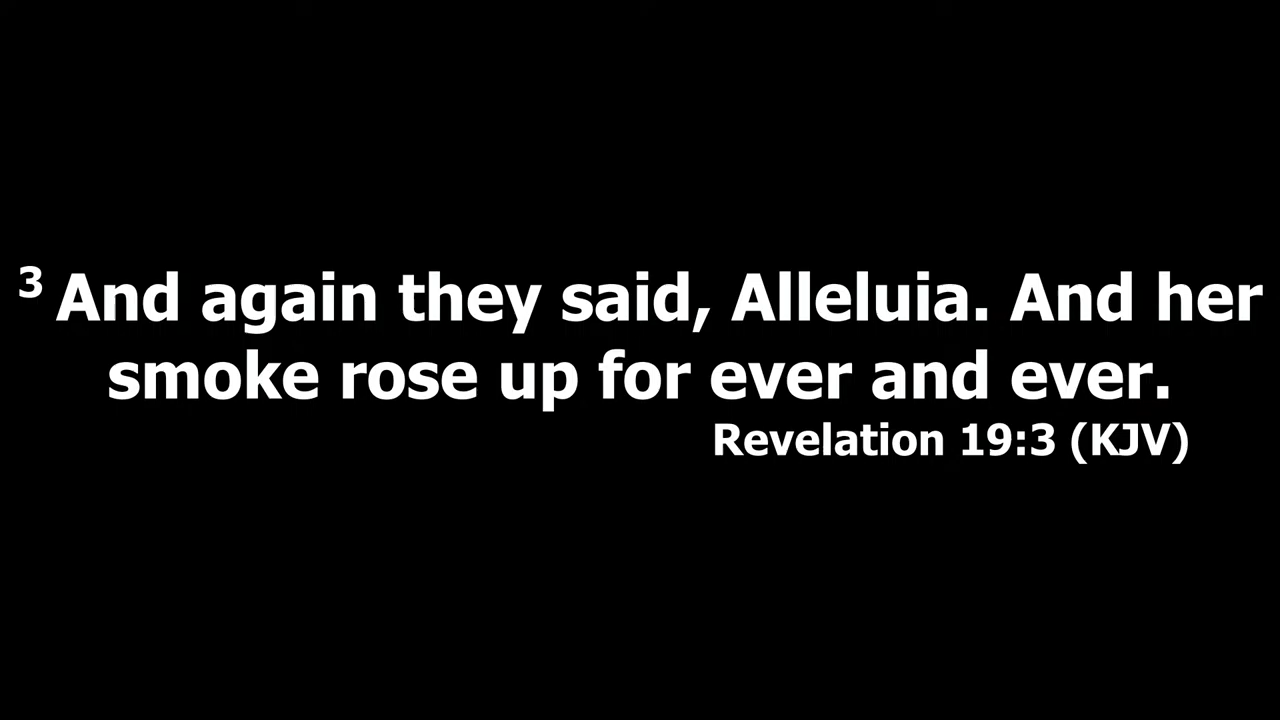 3 And again they said, Alleluia. And her
smoke rose up for ever and ever.
Revelation 19:3 (KJV)